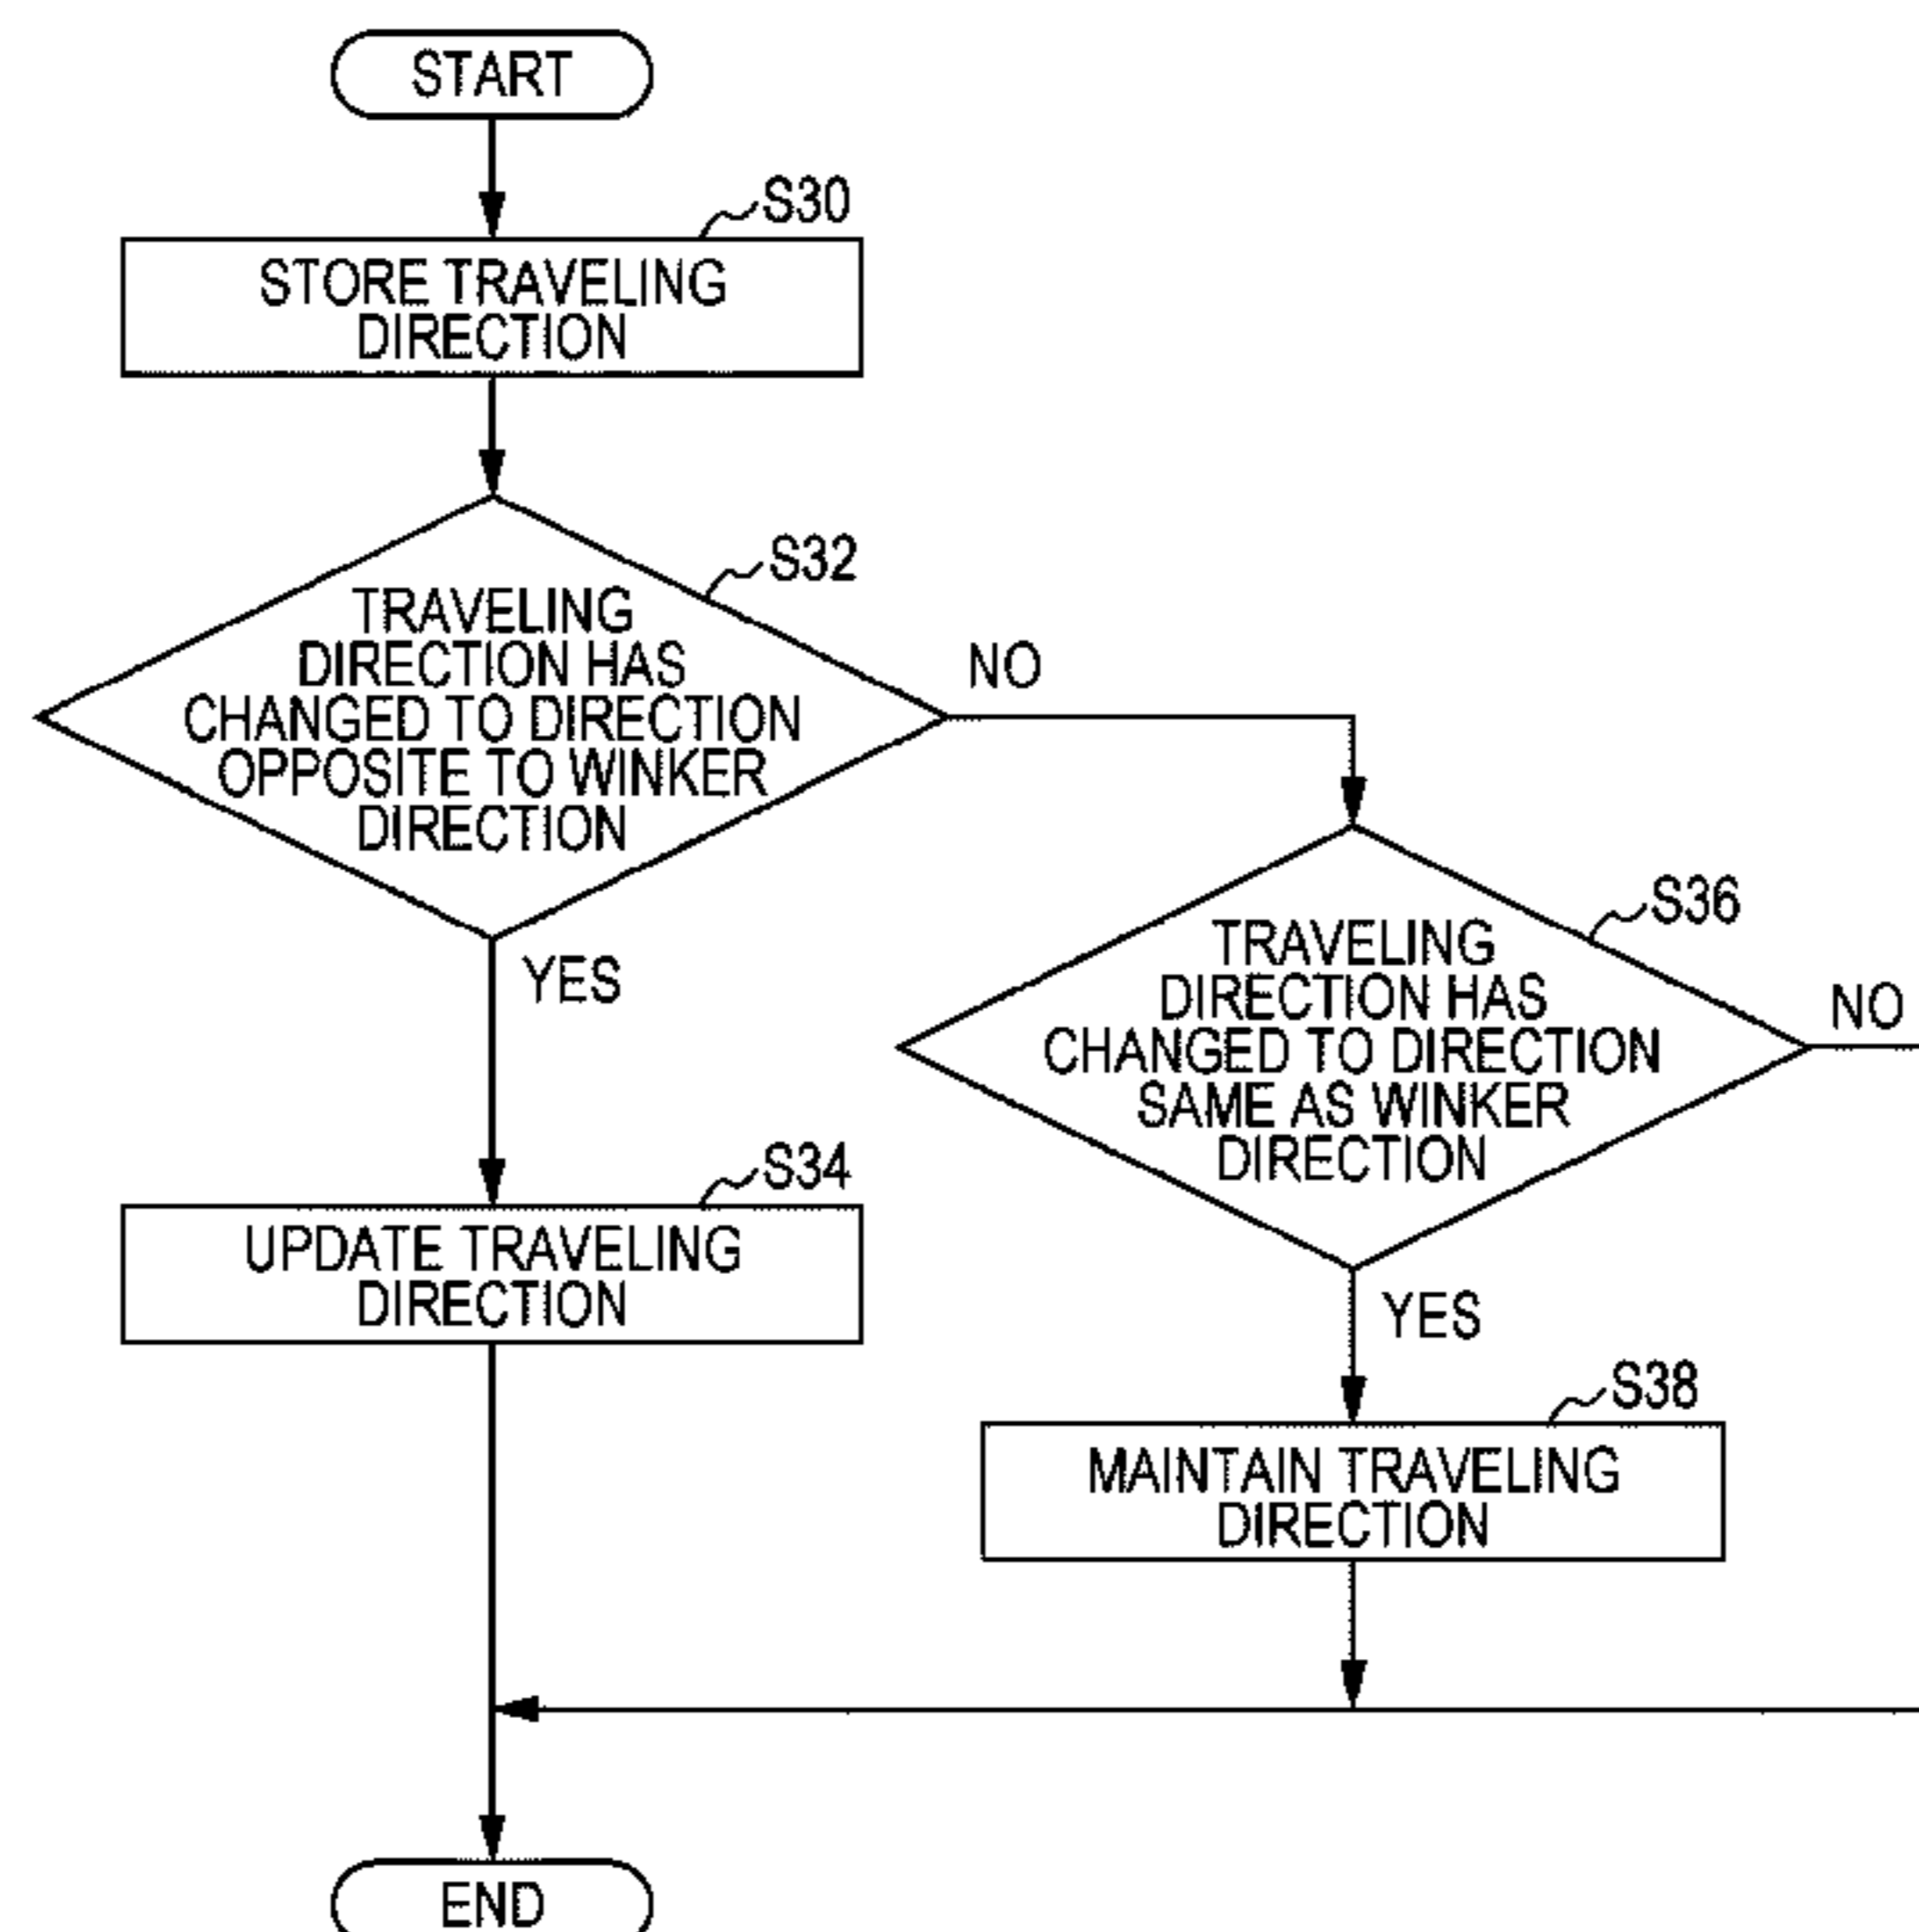 START
S30
STORE TRAVELING
DIRECTION
S32
TRAVELING
DIRECTION HAS
CHANGED TO DIRECTION
OPPOSITE TO WINKER
DIRECTION
NO
YES
S36
TRAVELING
DIRECTION HAS
CHANGED TO DIRECTION
SAME AS WINKER
DIRECTION
NO
YES
S34
UPDATE TRAVELING
DIRECTION
S38
MAINTAIN TRAVELING
DIRECTION
END